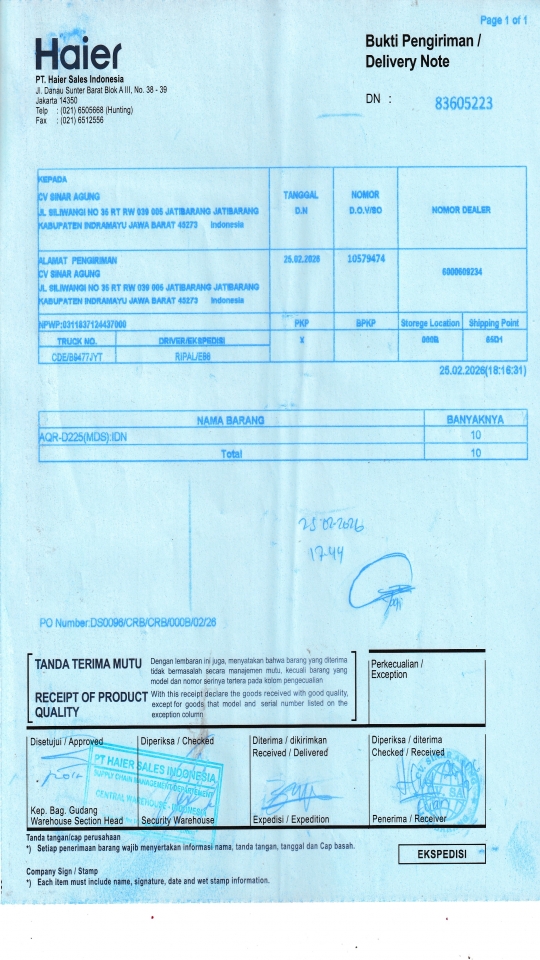 Page 1 of 1
Haier
PT. Haier Sales Indonesia
Jl. Danau Sunter Barat Blok A III, No. 38 - 39
Jakarta 14350
Telp : (021) 6505668 (Hunting)
Fax : (021) 6512556
Bukti Pengiriman /
Delivery Note
DN : 83605223
KEPADA
CV SINAR AGUNG
JL SILIWANGI NO 35 RT RW 039 005 JATIBARANG JATIBARANG
KABUPATEN INDRAMAYU JAWA BARAT 45273 Indonesia
TANGGAL
D.N
NOMOR
D.O.V/SO
NOMOR DEALER
ALAMAT PENGIRIMAN
CV SINAR AGUNG
JL SILIWANGI NO 35 RT RW 039 005 JATIBARANG JATIBARANG
KABUPATEN INDRAMAYU JAWA BARAT 45273 Indonesia
25.02.2026
10579474
6000609234
NPWP:0311837124437000
PKP
BPKP
Storege Location
Shipping Point
TRUCK NO.
DRIVER/EKSPEDISI
X
000B
65D1
CDE/B9477JYT
RIPAL/E88
25.02.2026(18:16:31)
NAMA BARANG
BANYAKNYA
AQR-D225(MDS):IDN
10
Total
10
25-02-2026
17-44
PO Number:DS0096/CRB/CRB/000B/02/26
TANDA TERIMA MUTU
Dengan lembaran ini juga, menyatakan bahwa barang yang diterima
tidak bermasalah secara manajemen mutu, kecuali barang yang
model dan nomor serinya tertera pada kolom pengecualian
RECEIPT OF PRODUCT
QUALITY
With this receipt declare the goods received with good quality,
except for goods that model and serial number listed on the
exception column
Perkecualian /
Exception
Disetujui / Approved
Diperiksa / Checked
Diterima / dikirimkan
Received / Delivered
Diperiksa / diterima
Checked / Received
PT HAIER SALES INDONESIA
SUPPLY CHAIN MANAGEMENT DEPARTEMENT
CENTRAL WAREHOUSE
Kep. Bag. Gudang
Warehouse Section Head
Security Warehouse
Expedisi / Expedition
Penerima / Receiver
Tanda tangan/cap perusahaan
*) Setiap penerimaan barang wajib menyertakan informasi nama, tanda tangan, tanggal dan Cap basah.
EKSPEDISI
Company Sign / Stamp
*) Each item must include name, signature, date and wet stamp information.